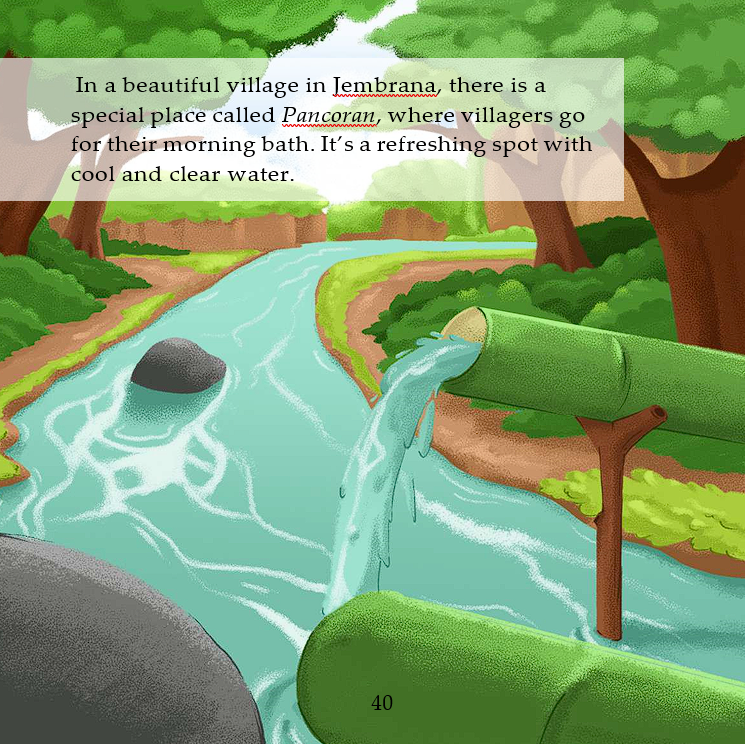 In a beautiful village in Jembrana, there is a
special place called Pancoran, where villagers go
for their morning bath. It’s a refreshing spot with
cool and clear water.
40